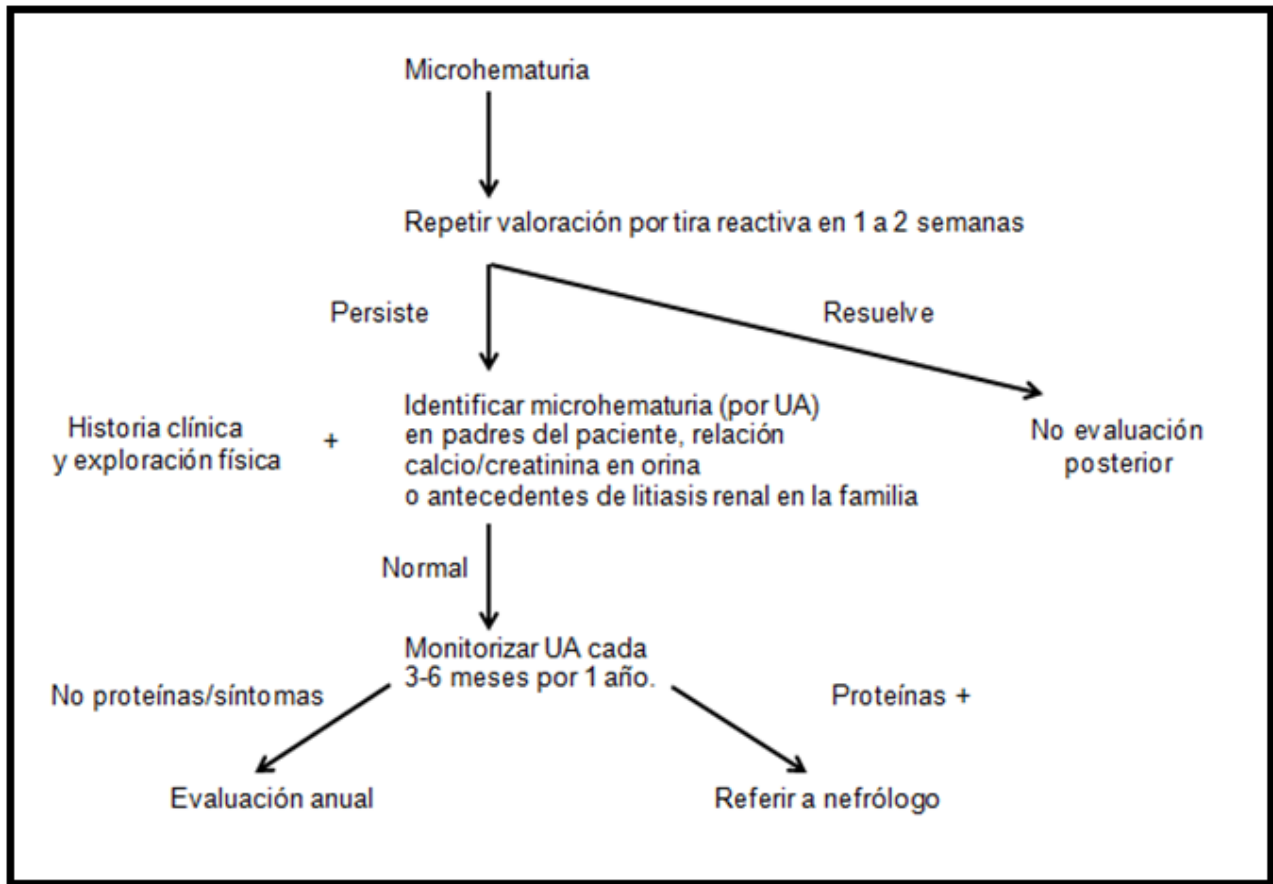 Microhematuria
Repetir valoración por tira reactiva en 1 a 2 semanas
Persiste
Resuelve
Historia clínica
y exploración física
+
Identificar microhematuria (por UA)
en padres del paciente, relación
calcio/creatinina en orina
o antecedentes de litiasis renal en la familia
No evaluación
posterior
Normal
Monitorizar UA cada
3-6 meses por 1 año.
No proteínas/síntomas
Proteínas +
Evaluación anual
Referir a nefrólogo